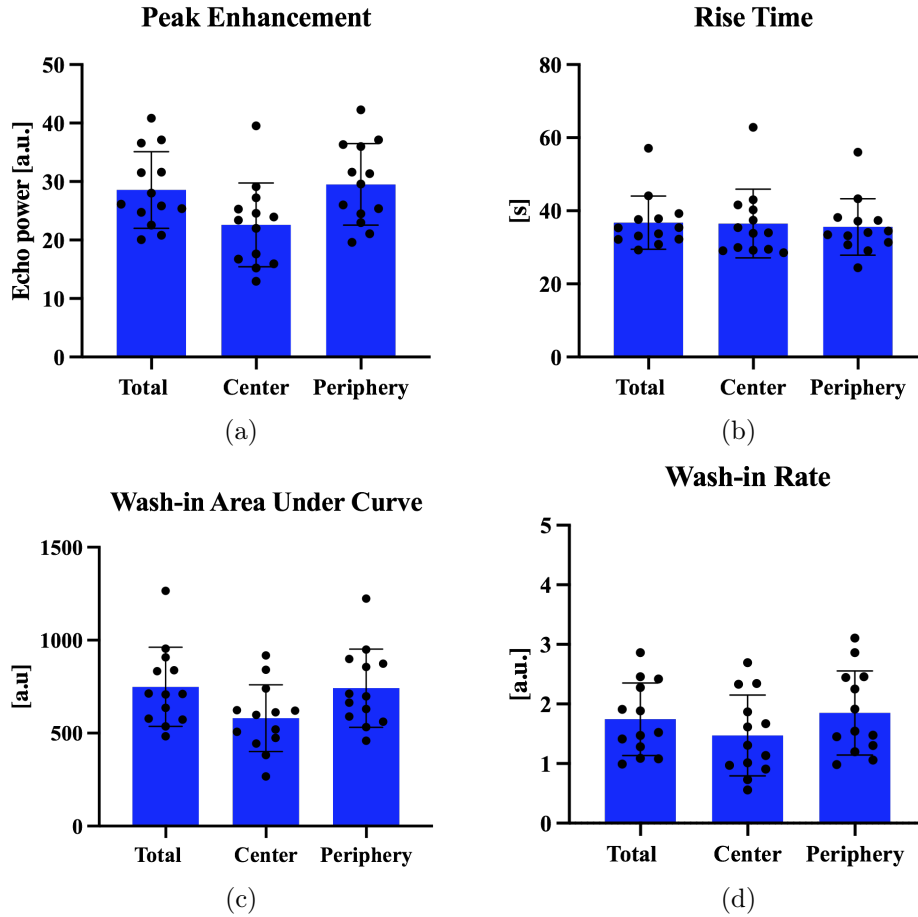 Peak Enhancement
Echo power [a.u.]
50
40
30
20
10
0
Total
Center
Periphery
(a)
Rise Time
[s]
80
60
40
20
0
Total
Center
Periphery
(b)
Wash-in Area Under Curve
[a.u]
1500
1000
500
0
Total
Center
Periphery
(c)
Wash-in Rate
[a.u.]
5
4
3
2
1
0
Total
Center
Periphery
(d)